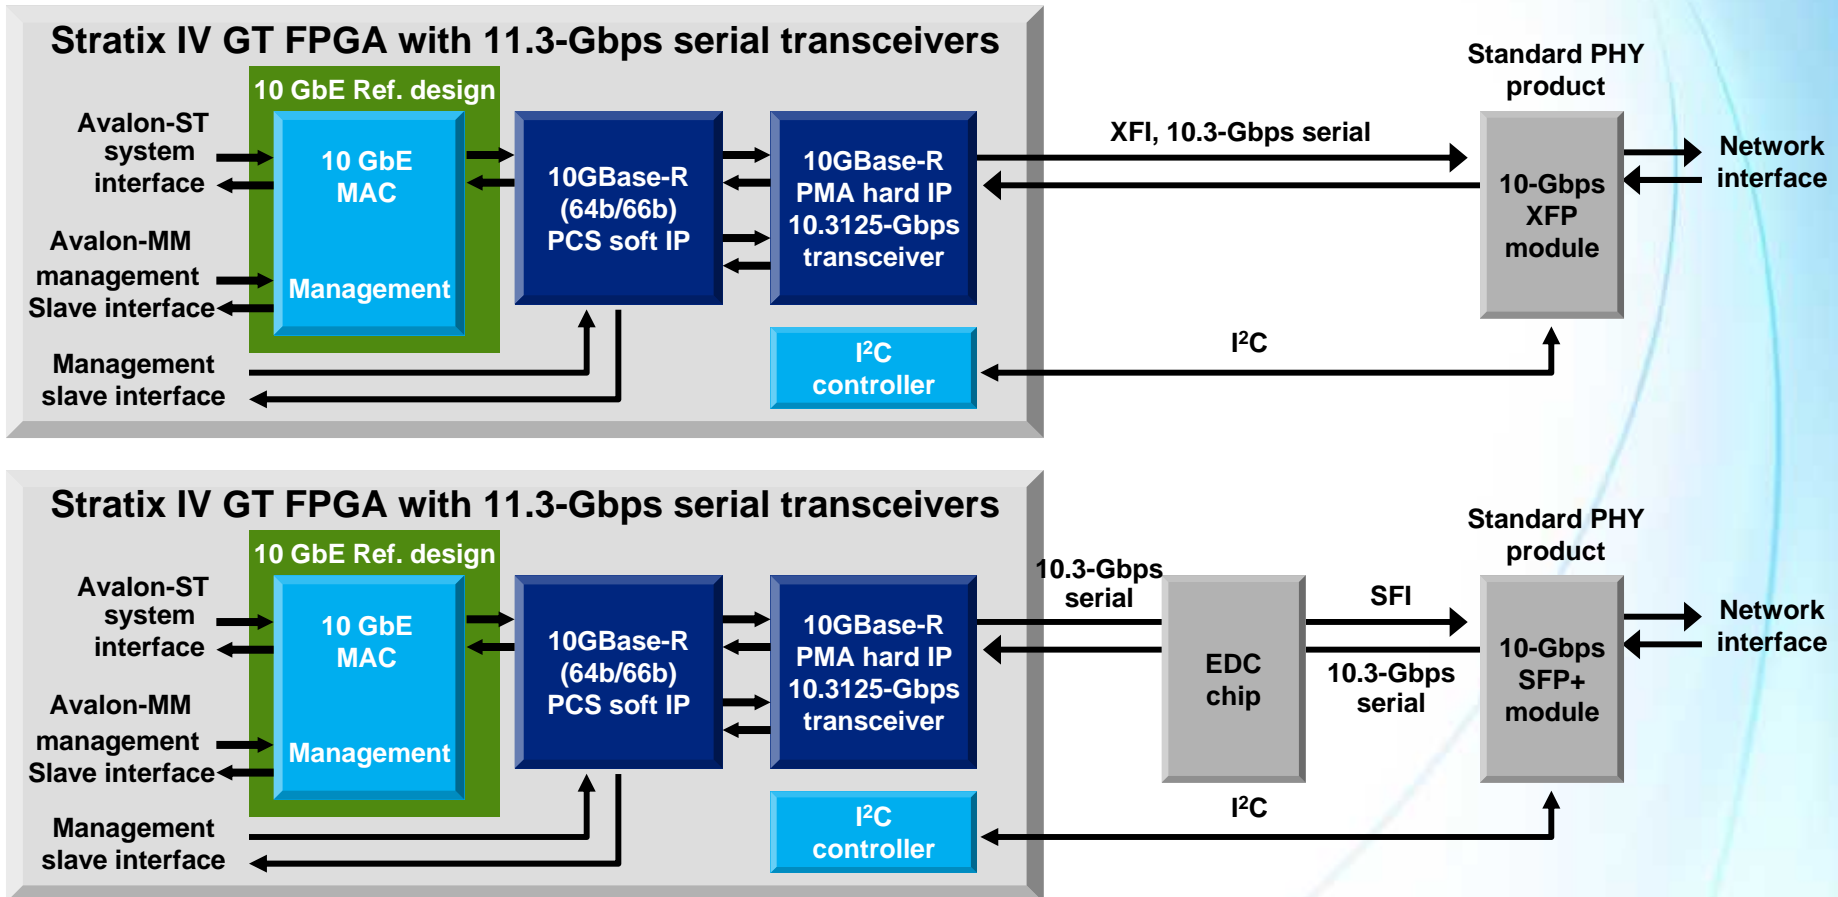 Stratix IV GT FPGA with 11.3-Gbps serial transceivers
10 GbE Ref. design
Avalon-ST
system
interface
Avalon-MM
management
Slave interface
Management
slave interface
10 GbE
MAC
Management
10GBase-R
(64b/66b)
PCS soft IP
10GBase-R
PMA hard IP
10.3125-Gbps
transceiver
I²C
controller
XFI, 10.3-Gbps serial
I²C
Standard PHY
product
10-Gbps
XFP
module
Network
interface
Stratix IV GT FPGA with 11.3-Gbps serial transceivers
10 GbE Ref. design
Avalon-ST
system
interface
Avalon-MM
management
Slave interface
Management
slave interface
10 GbE
MAC
Management
10GBase-R
(64b/66b)
PCS soft IP
10GBase-R
PMA hard IP
10.3125-Gbps
transceiver
I²C
controller
10.3-Gbps
serial
EDC
chip
SFI
10.3-Gbps
serial
I²C
Standard PHY
product
10-Gbps
SFP+
module
Network
interface